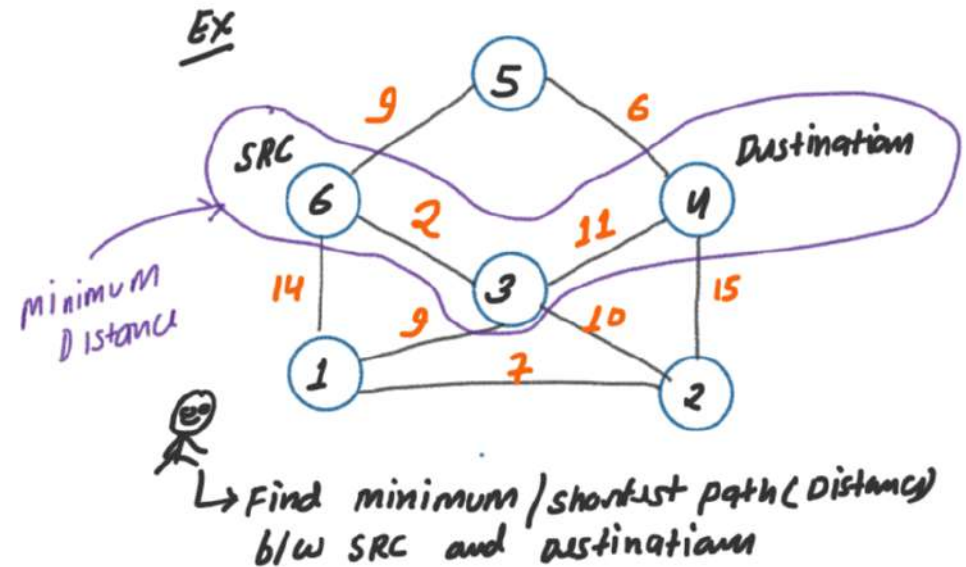 Ex
5
9
6
SRC
Dustination
6
4
2
11
3
minimum
Distance
14
15
9
10
1
7
2
Find minimum/shortest path(Distance)
b/w SRC and destination